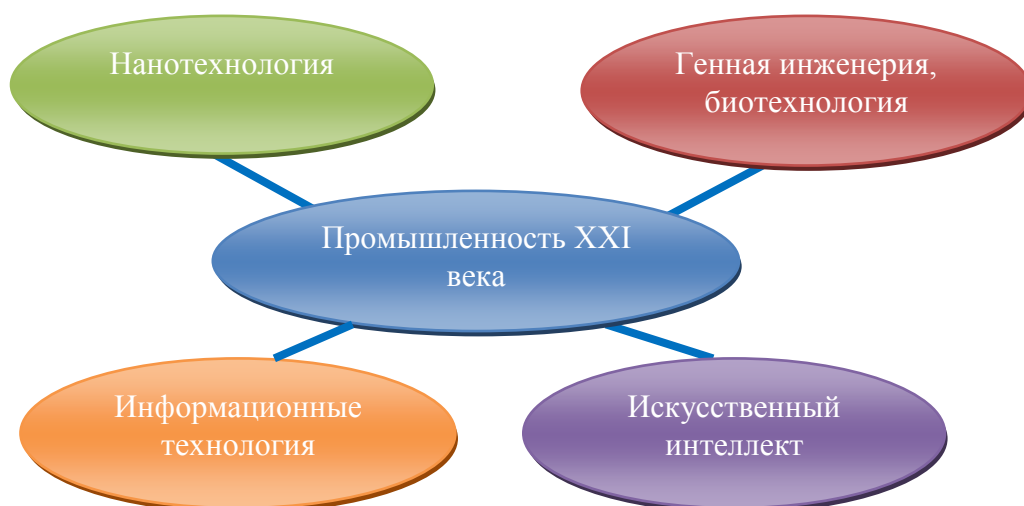 Нанотехнология
Генная инженерия,
биотехнология
Промышленность XXI
века
Информационные
технология
Искусственный
интеллект